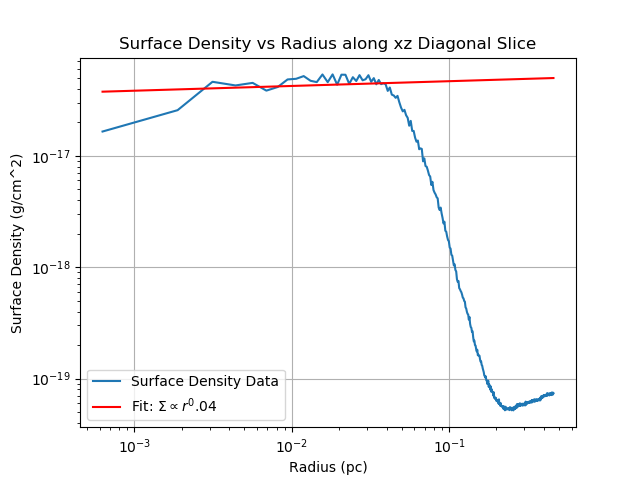 Surface Density vs Radius along xz Diagonal Slice
Surface Density (g/cm^2)
10⁻¹⁷
10⁻¹⁸
10⁻¹⁹
Surface Density Data
Fit: Σ ∝ r⁰.04
10⁻³
10⁻²
10⁻¹
Radius (pc)